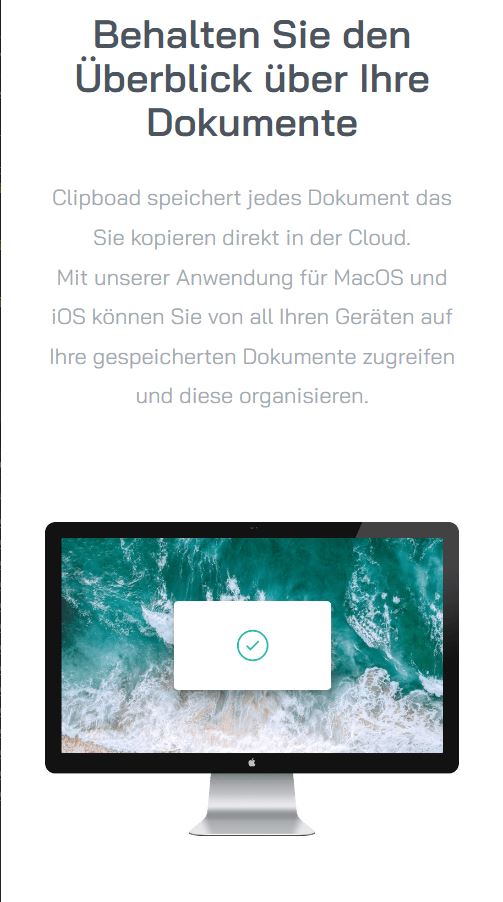 Behalten Sie den
Überblick über Ihre
Dokumente
Clipboad speichert jedes Dokument das
Sie kopieren direkt in der Cloud.
Mit unserer Anwendung für MacOS und
iOS können Sie von all Ihren Geräten auf
Ihre gespeicherten Dokumente zugreifen
und diese organisieren.